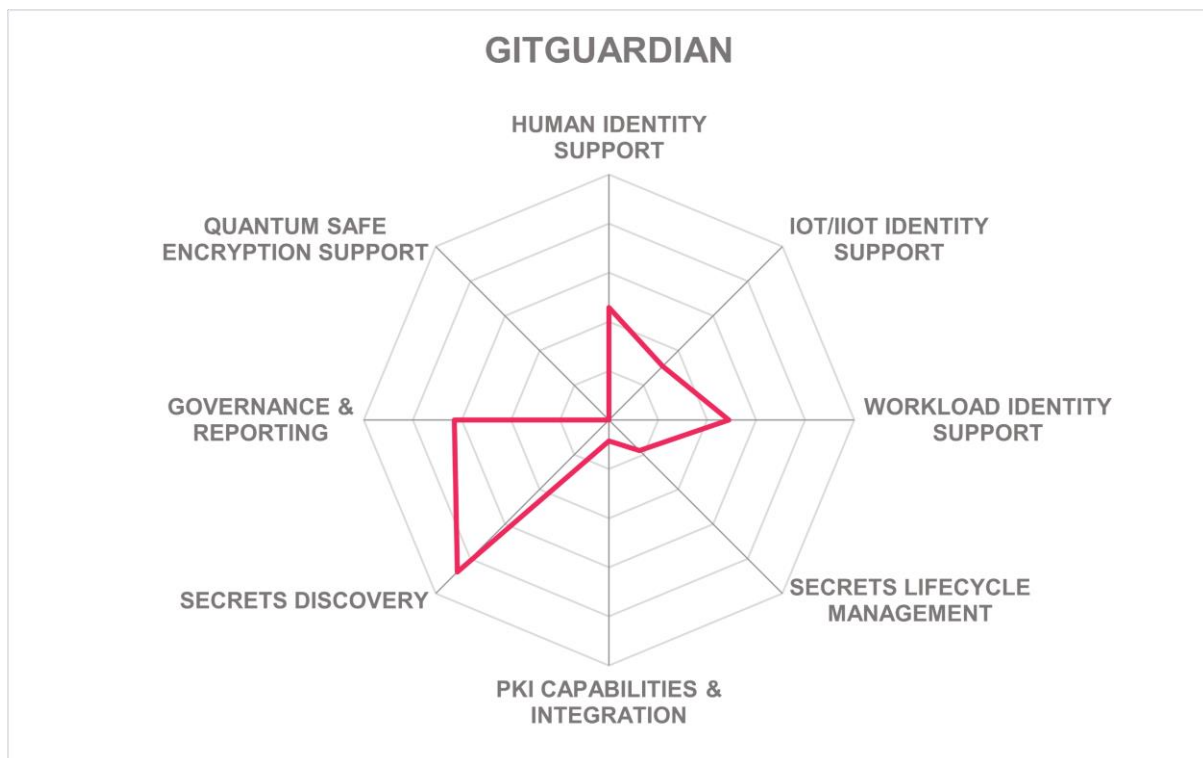 GITGUARDIAN
HUMAN IDENTITY
SUPPORT
IOT/IIOT IDENTITY
SUPPORT
WORKLOAD IDENTITY
SUPPORT
SECRETS LIFECYCLE
MANAGEMENT
PKI CAPABILITIES &
INTEGRATION
SECRETS DISCOVERY
GOVERNANCE &
REPORTING
QUANTUM SAFE
ENCRYPTION SUPPORT